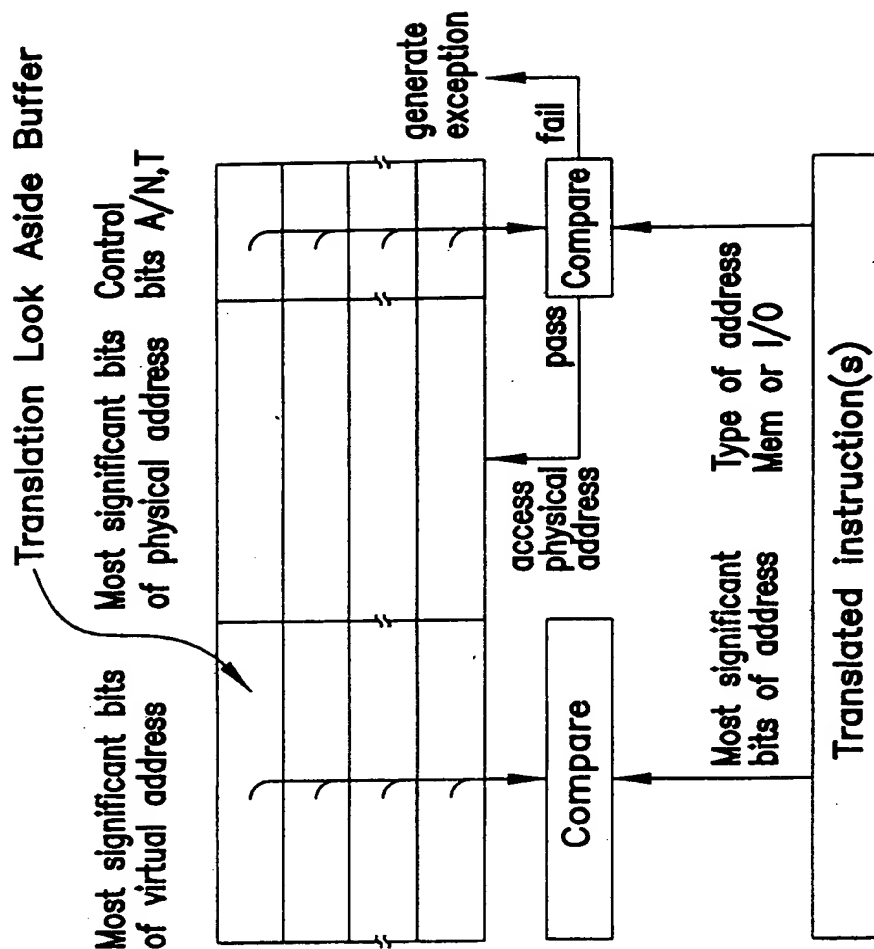 Translation Look Aside Buffer
Most significant bits
of virtual address
Most significant bits
of physical address
Control
bits A/N,T
generate
exception
access
physical
address
pass
fail
Compare
Compare
Most significant
bits of address
Type of address
Mem or I/O
Translated instruction(s)